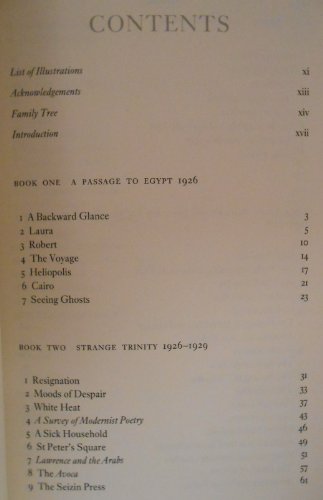 CONTENTS
List of Illustrations xi
Acknowledgements xiii
Family Tree xiv
Introduction xvii
BOOK ONE A PASSAGE TO EGYPT 1926
1 A Backward Glance 3
2 Laura 5
3 Robert 10
4 The Voyage 14
5 Heliopolis 17
6 Cairo 21
7 Seeing Ghosts 23
BOOK TWO STRANGE TRINITY 1926–1929
1 Resignation 31
2 Moods of Despair 33
3 White Heat 37
4 A Survey of Modernist Poetry 43
5 A Sick Household 46
6 St Peter's Square 49
7 Lawrence and the Arabs 51
8 The Avoca 57
9 The Seizin Press 61